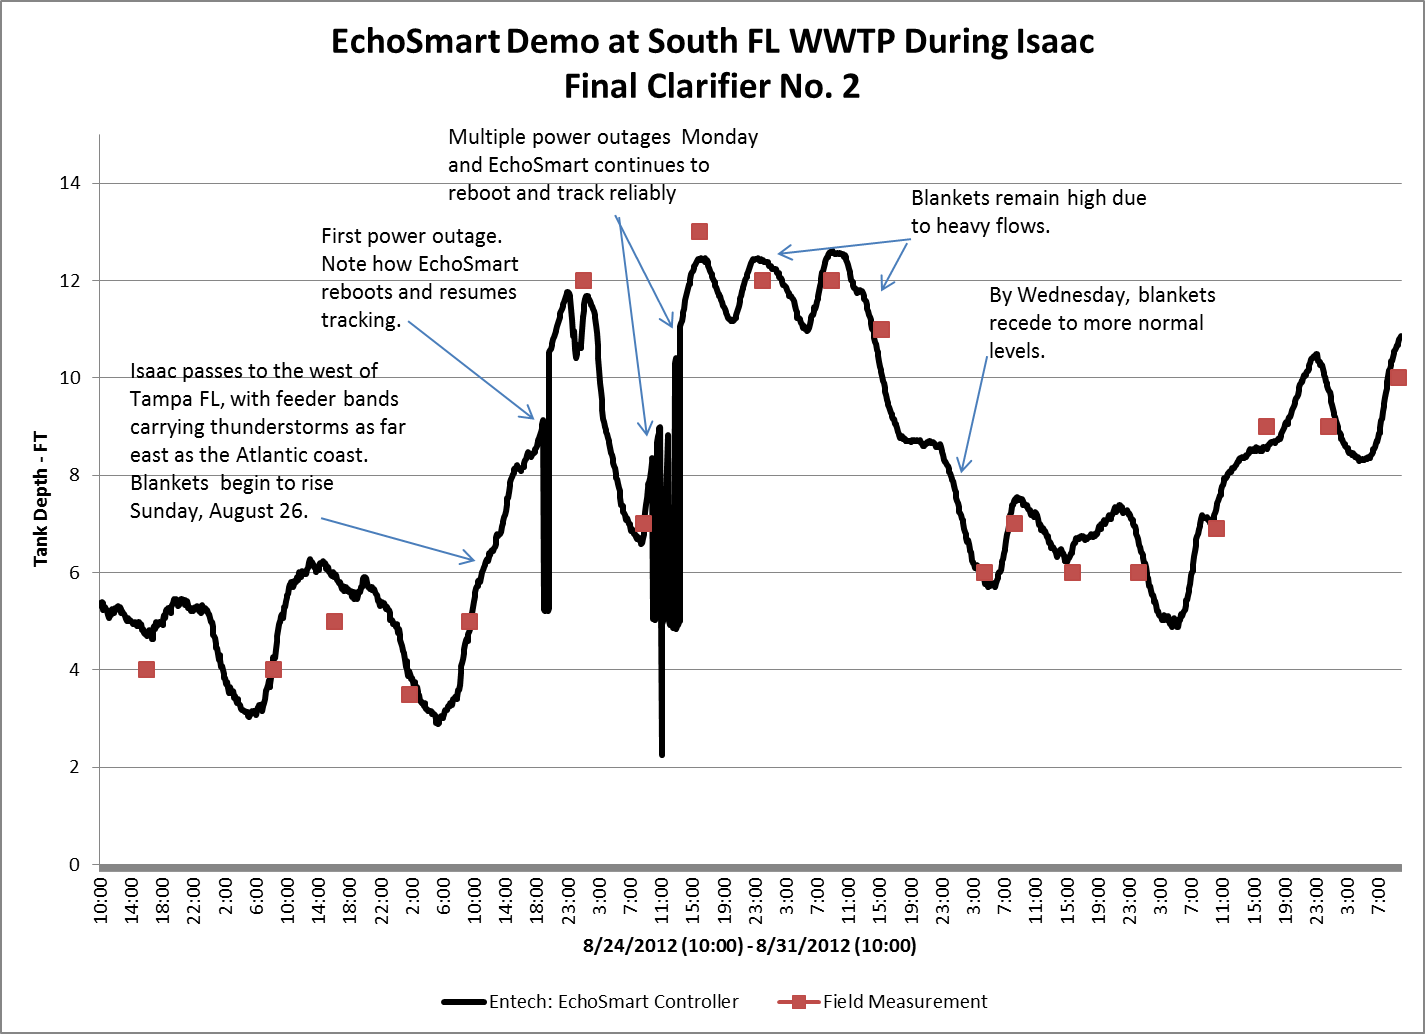 EchoSmart Demo at South FL WWTP During Isaac
Final Clarifier No. 2
Multiple power outages  Monday
and EchoSmart continues to
reboot and track reliably
Blankets remain high due
to heavy flows.
First power outage.
Note how EchoSmart
reboots and resumes
tracking.
By Wednesday, blankets
recede to more normal
levels.
Isaac passes to the west of
Tampa FL, with feeder bands
carrying thunderstorms as far
east as the Atlantic coast.
Blankets  begin to rise
Sunday, August 26.
Tank Depth - FT
14
12
10
8
6
4
2
0
10:00
14:00
18:00
22:00
2:00
6:00
10:00
14:00
18:00
22:00
2:00
6:00
10:00
14:00
18:00
23:00
3:00
7:00
11:00
15:00
19:00
23:00
3:00
7:00
11:00
15:00
19:00
23:00
3:00
7:00
11:00
15:00
19:00
23:00
3:00
7:00
11:00
15:00
19:00
23:00
3:00
7:00
8/24/2012 (10:00) - 8/31/2012 (10:00)
Entech: EchoSmart Controller
Field Measurement